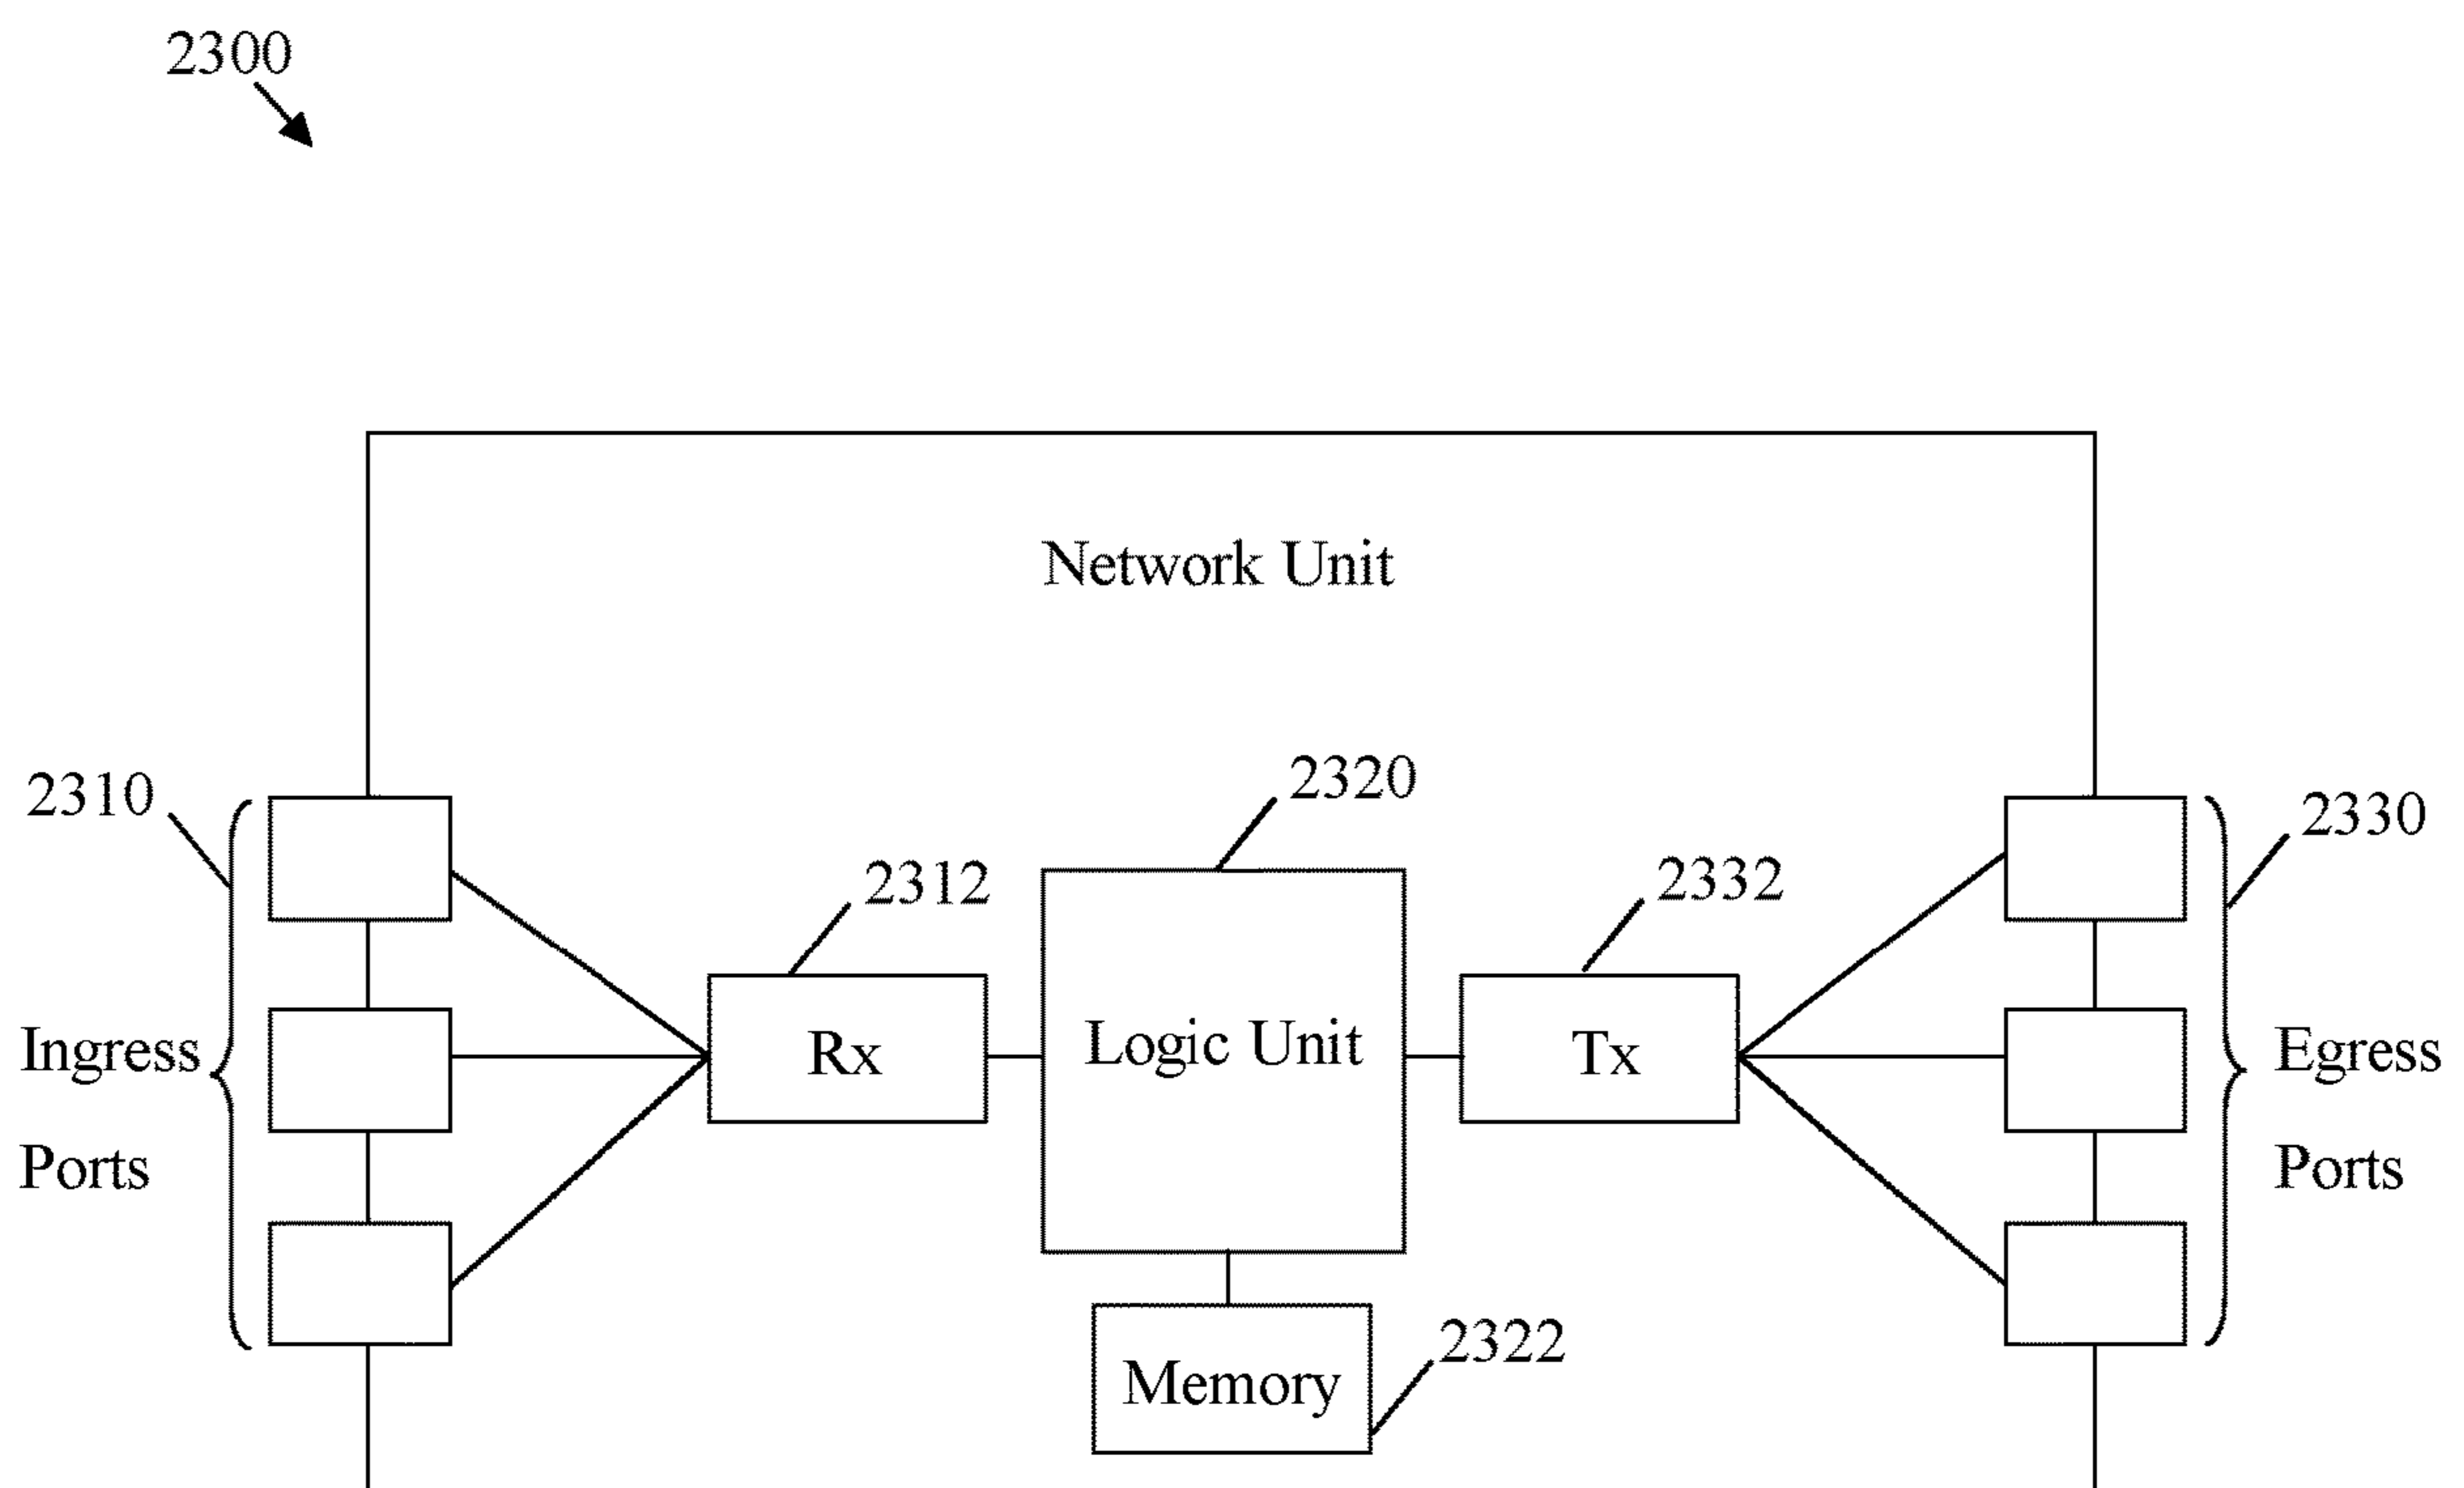 2300
Network Unit
2310
2320
2330
2312
2332
Ingress
Ports
Rx
Logic Unit
Tx
Egress
Ports
Memory
2322